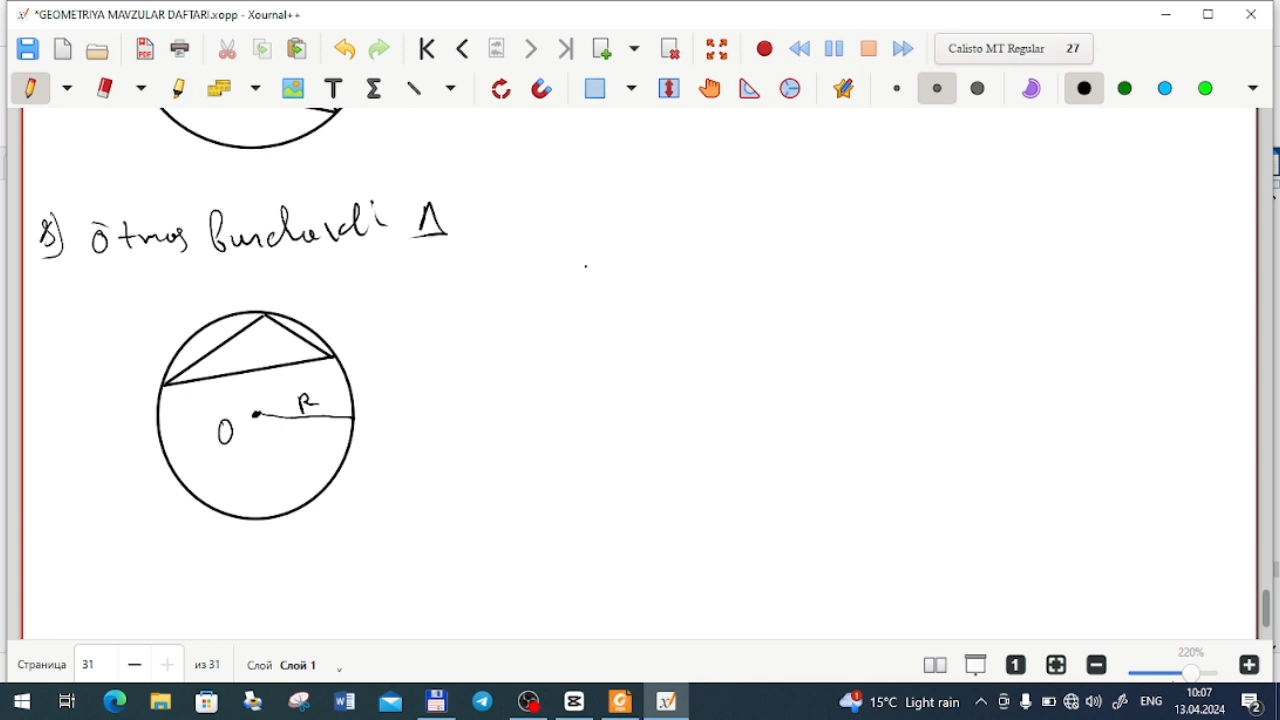 *GEOMETRIYA MAVZULAR DAFTARI.xopp - Xournal++
Calisto MT Regular 27
8) Ōtmas burchakli Δ
R
O
Страница 31 из 31 Слой Слой 1
220%
15°C Light rain ENG 10:07
13.04.2024